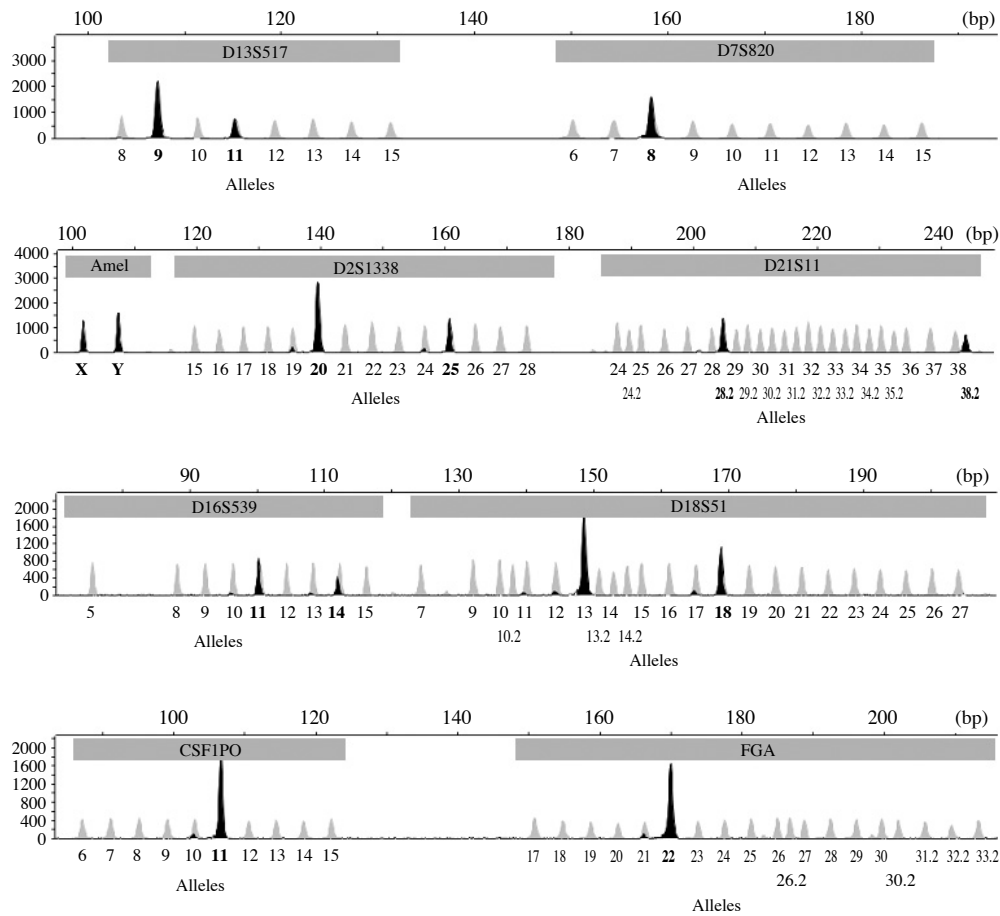 100 120 140 160 180 (bp)
D13S517 D7S820
3000
2000
1000
0
8 9 10 11 12 13 14 15 6 7 8 9 10 11 12 13 14 15
Alleles Alleles
100 120 140 160 180 200 220 240 (bp)
4000
Amel D2S1338 D21S11
3000
2000
1000
0
X Y 15 16 17 18 19 20 21 22 23 24 25 26 27 28 24 25 26 27 28 29 30 31 32 33 34 35 36 37 38
24.2 28.2 29.2 30.2 31.2 32.2 33.2 34.2 35.2 38.2
Alleles Alleles
90 110 130 150 170 190 (bp)
D16S539 D18S51
2000
1600
1200
800
400
0
5 8 9 10 11 12 13 14 15 7 9 10 11 12 13 14 15 16 17 18 19 20 21 22 23 24 25 26 27
10.2 13.2 14.2
Alleles Alleles
100 120 140 160 180 200 (bp)
CSF1PO FGA
2000
1600
1200
800
400
0
6 7 8 9 10 11 12 13 14 15 17 18 19 20 21 22 23 24 25 26 27 28 29 30 31.2 32.2 33.2
26.2 30.2
Alleles Alleles